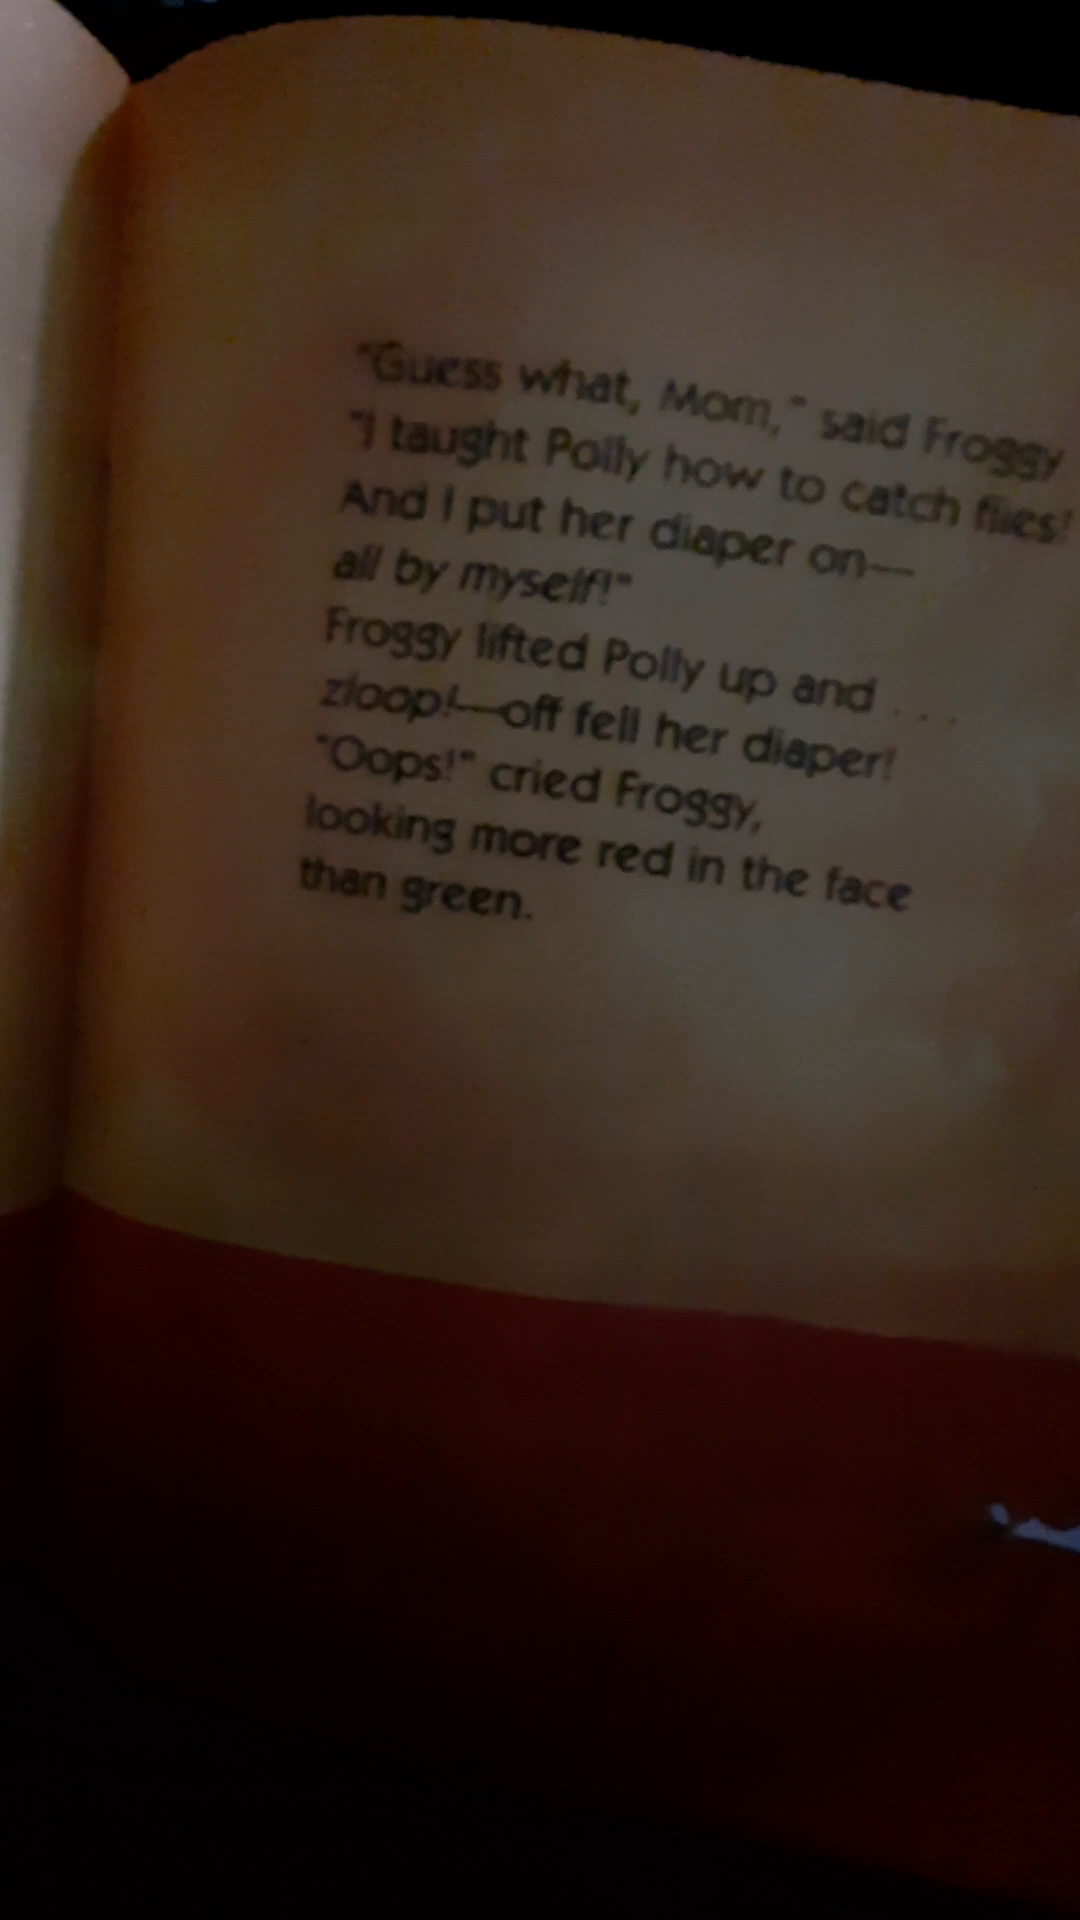 "Guess what, Mom," said Froggy.
"I taught Polly how to catch flies!
And I put her diaper on—
all by myself!"
Froggy lifted Polly up and . . .
zloop!—off fell her diaper!
"Oops!" cried Froggy,
looking more red in the face
than green.